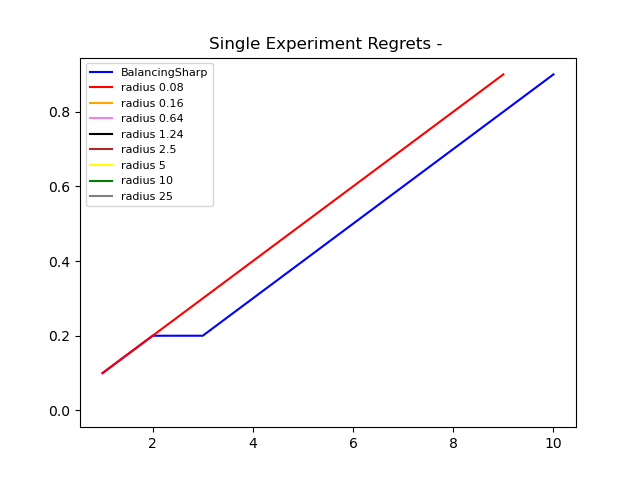 Single Experiment Regrets -
BalancingSharp
radius 0.08
radius 0.16
radius 0.64
radius 1.24
radius 2.5
radius 5
radius 10
radius 25
0.8
0.6
0.4
0.2
0.0
2 4 6 8 10